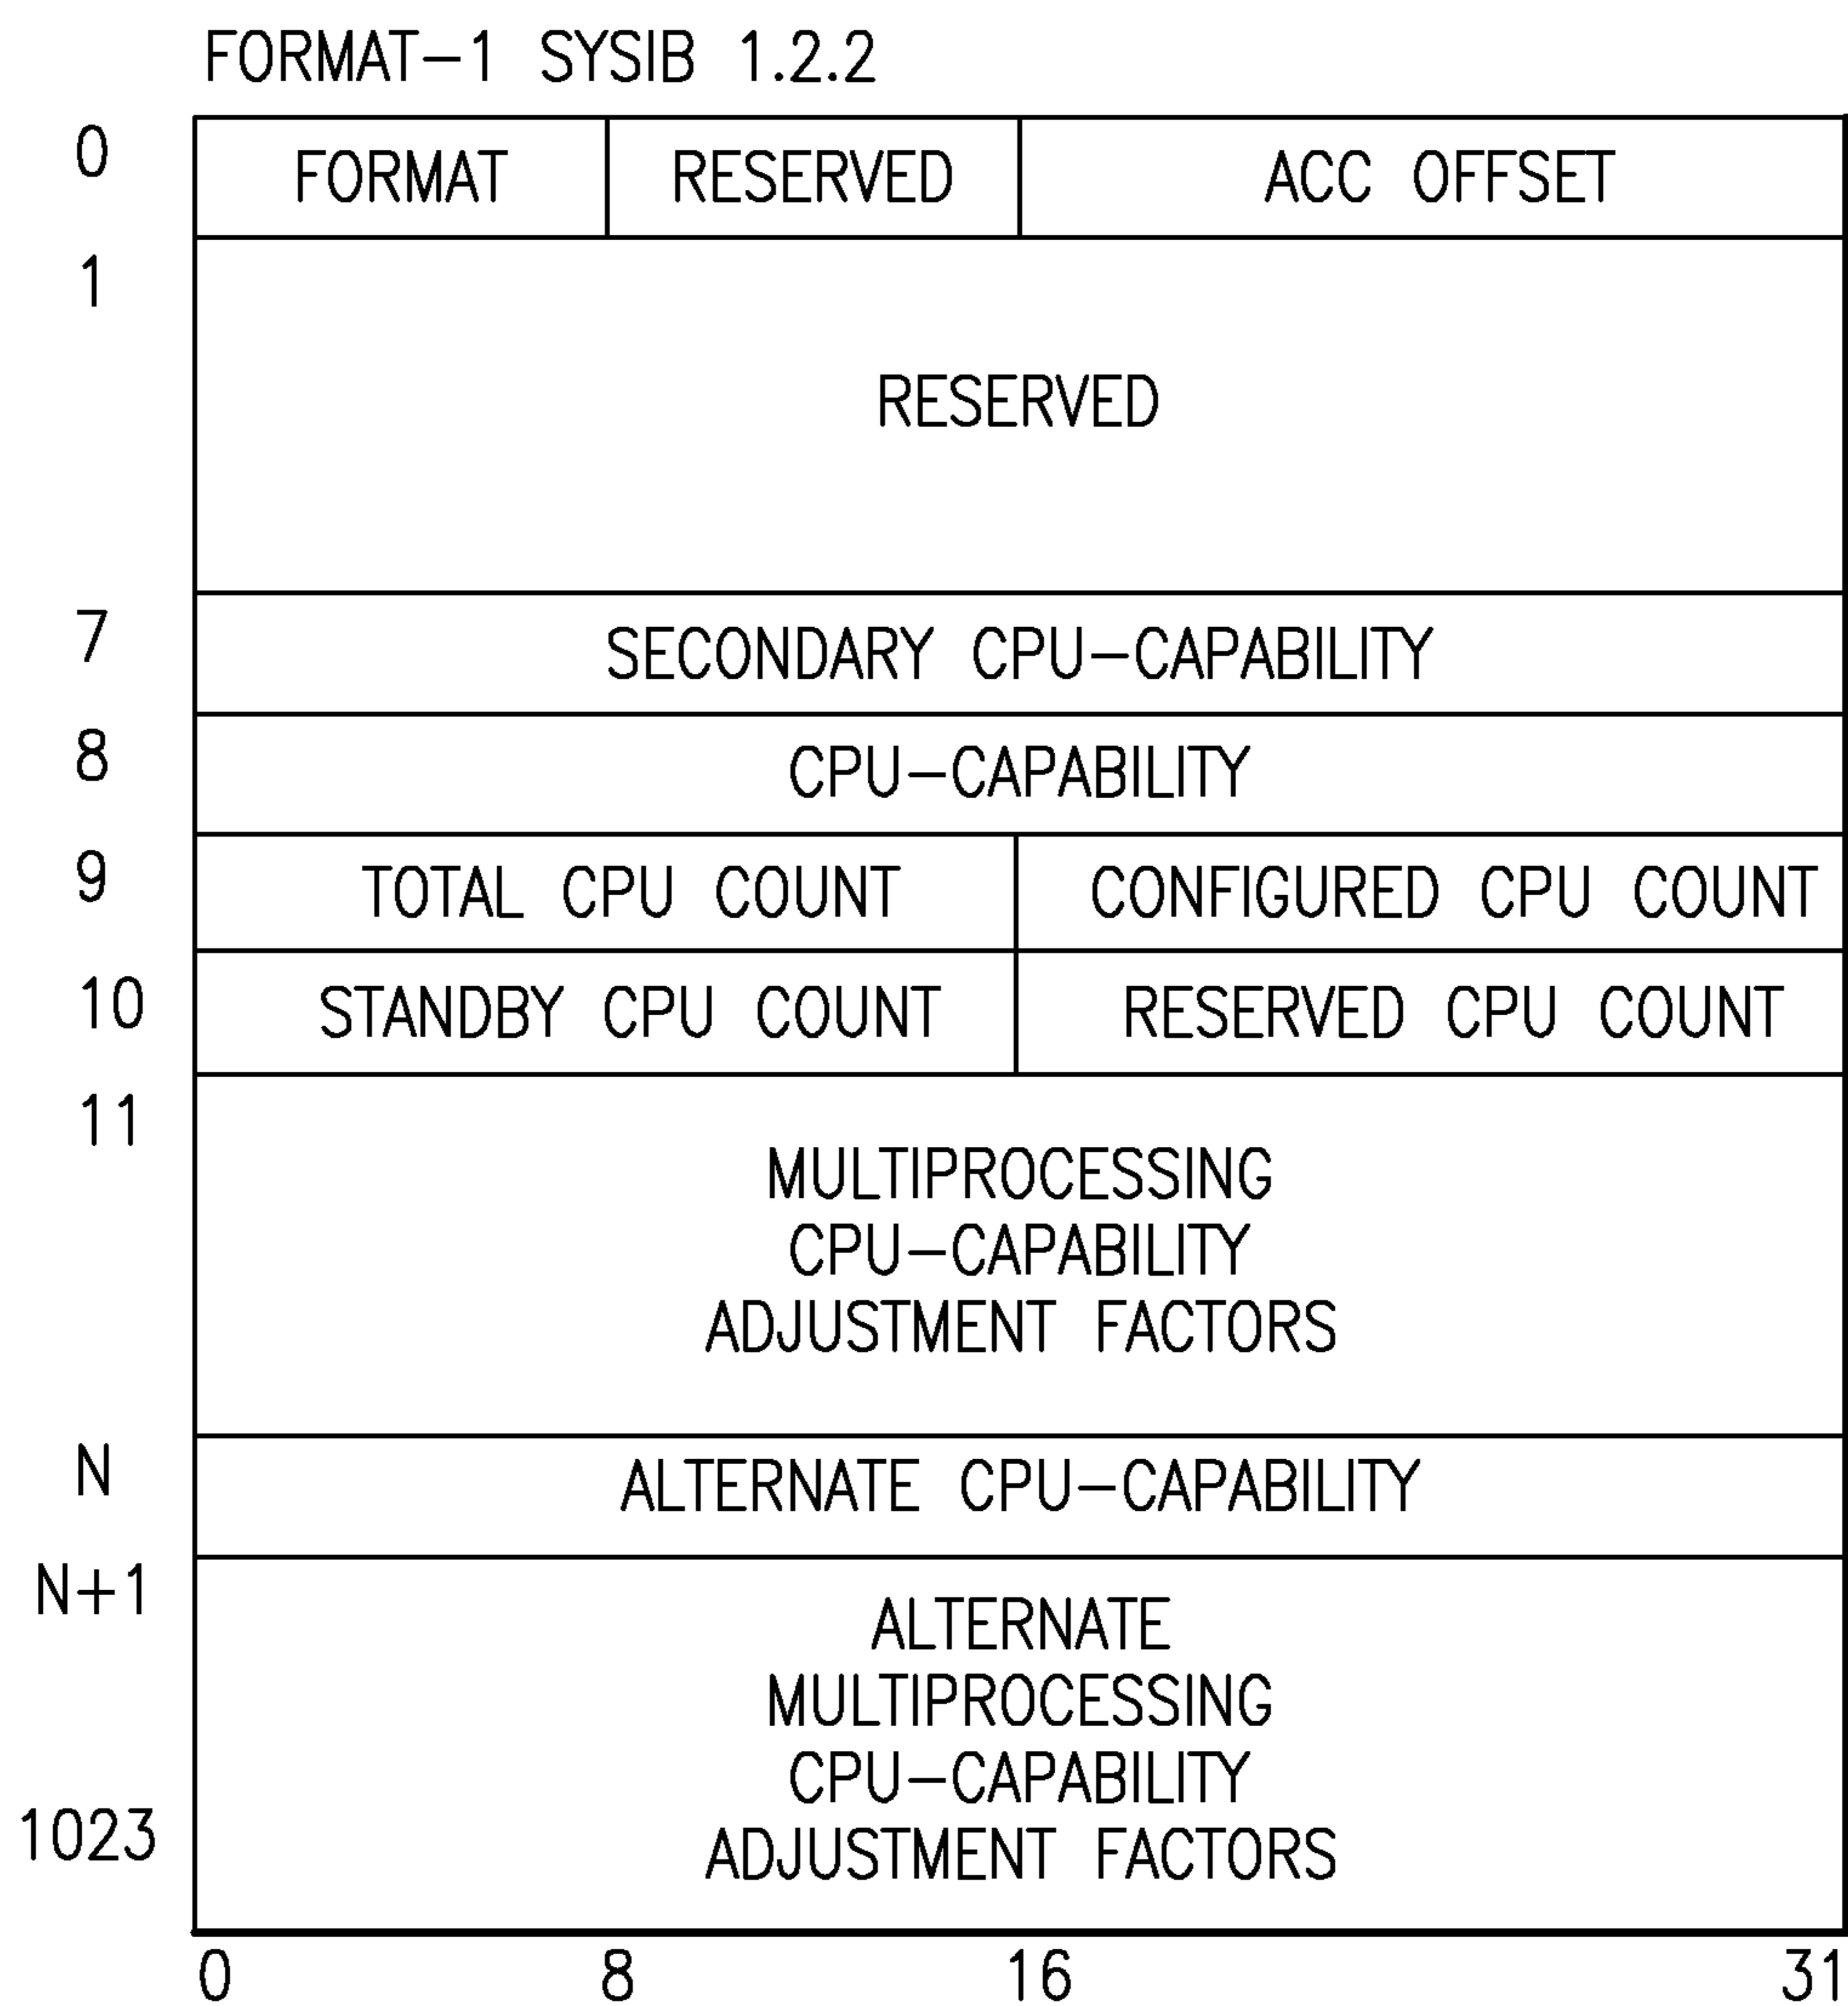 FORMAT-1 SYSIB 1.2.2
0
FORMAT
RESERVED
ACC OFFSET
1
RESERVED
7
SECONDARY CPU-CAPABILITY
8
CPU-CAPABILITY
9
TOTAL CPU COUNT
CONFIGURED CPU COUNT
10
STANDBY CPU COUNT
RESERVED CPU COUNT
11
MULTIPROCESSING
CPU-CAPABILITY
ADJUSTMENT FACTORS
N
ALTERNATE CPU-CAPABILITY
N+1
ALTERNATE
MULTIPROCESSING
CPU-CAPABILITY
ADJUSTMENT FACTORS
1023
0
8
16
31